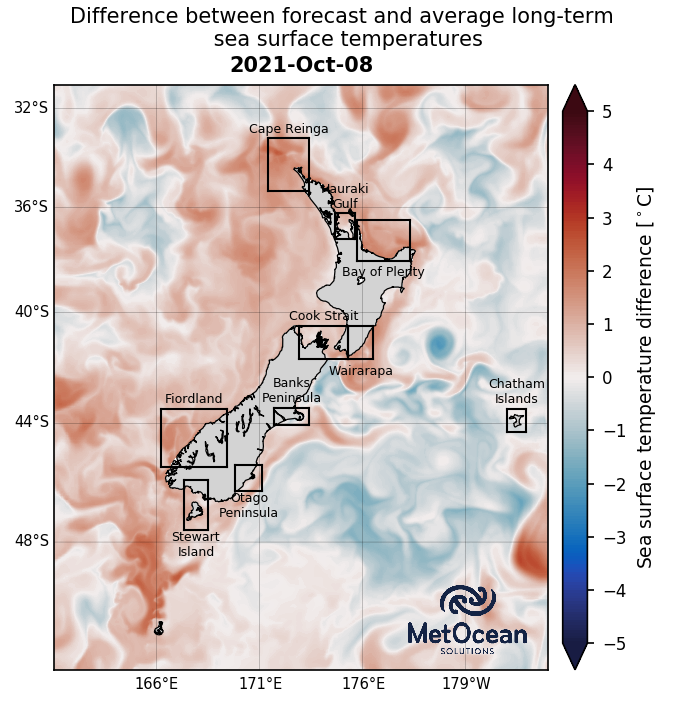 Difference between forecast and average long-term
sea surface temperatures
2021-Oct-08
32°S
36°S
40°S
44°S
48°S
166°E
171°E
176°E
179°W
Cape Reinga
Hauraki
Gulf
Bay of Plenty
Cook Strait
Wairarapa
Banks
Peninsula
Fiordland
Chatham
Islands
Otago
Peninsula
Stewart
Island
MetOcean
SOLUTIONS
5
4
3
2
1
0
−1
−2
−3
−4
−5
Sea surface temperature difference [°C]